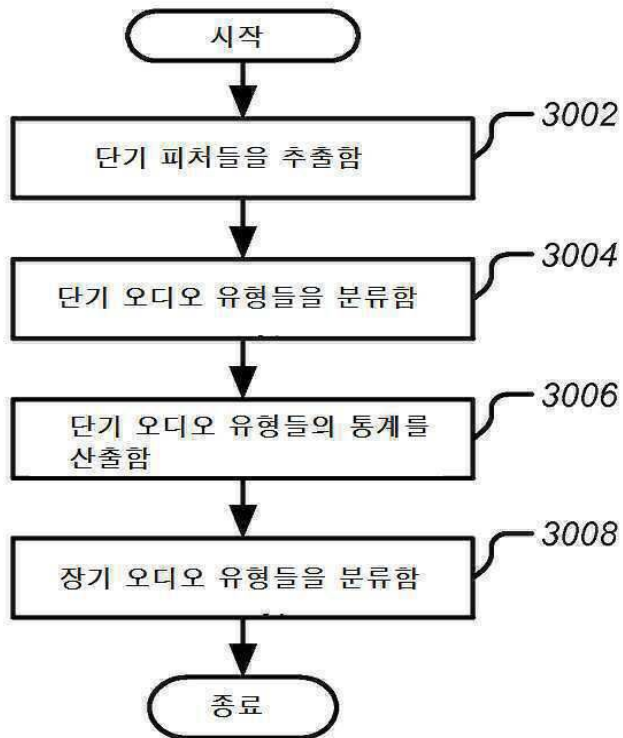 시작
단기 피처들을 추출함
3002
단기 오디오 유형들을 분류함
3004
단기 오디오 유형들의 통계를
산출함
3006
장기 오디오 유형들을 분류함
3008
종료